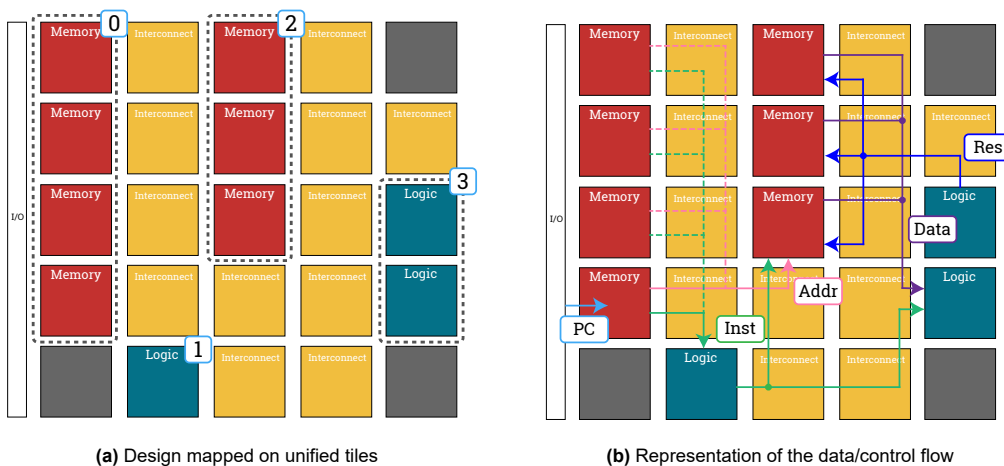 0
2
Memory
Interconnect
Memory
Interconnect
Memory
Interconnect
Memory
Interconnect
Interconnect
3
Memory
Interconnect
Memory
Interconnect
Logic
I/O
Memory
Interconnect
Interconnect
Interconnect
Logic
1
Logic
Interconnect
Interconnect
(a) Design mapped on unified tiles
Memory
Interconnect
Memory
Interconnect
Memory
Interconnect
Memory
Interconnect
Interconnect
Res
Memory
Interconnect
Memory
Interconnect
Logic
I/O
Data
Memory
Interconnect
Interconnect
Interconnect
Logic
Addr
PC
Inst
Logic
Interconnect
Interconnect
(b) Representation of the data/control flow